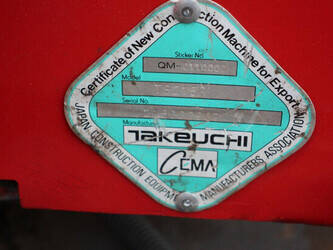 Certificate of New Construction Machine for Export
Sticker No.
QM-
Model
Serial No.
Manufacturer
TAKEUCHI
CEMA
JAPAN CONSTRUCTION EQUIPMENT MANUFACTURERS ASSOCIATION